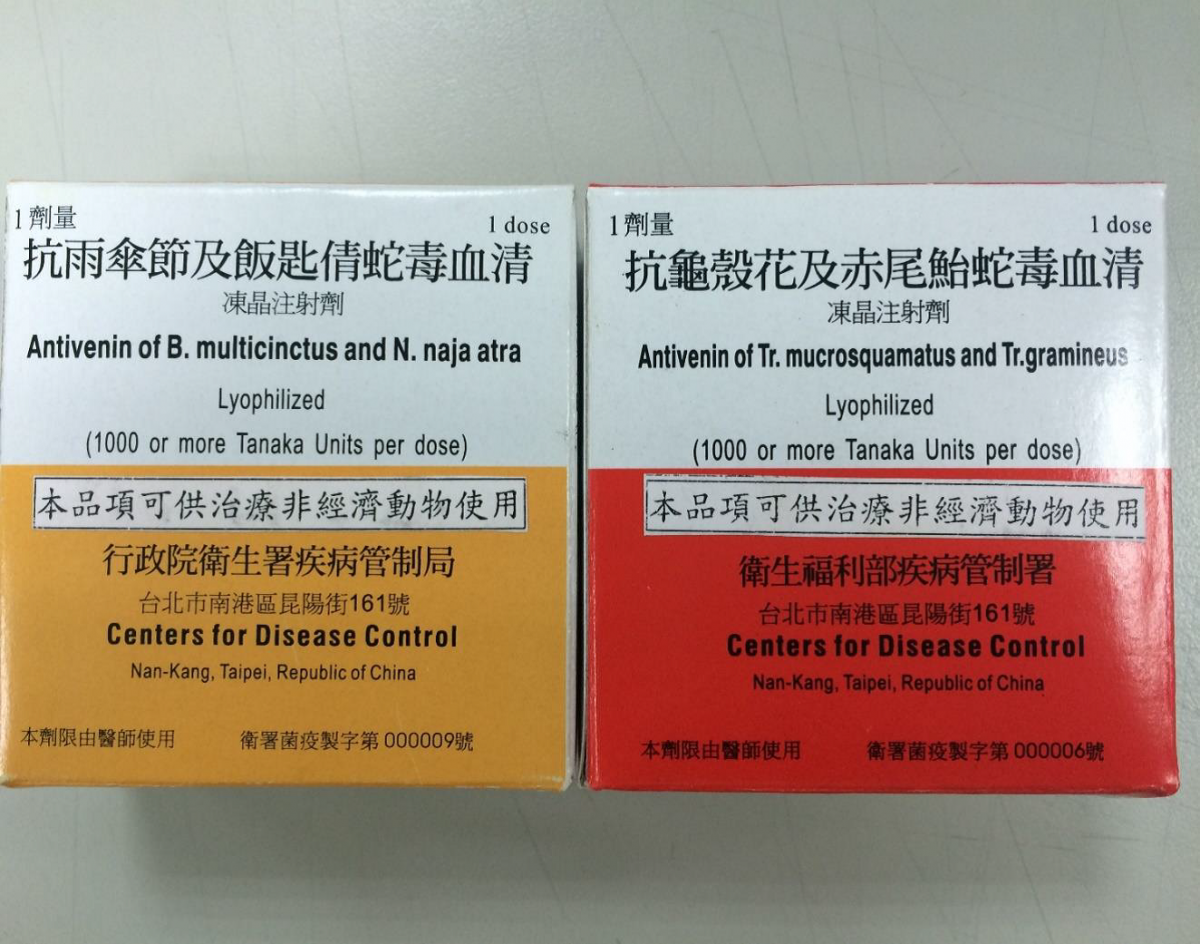 1劑量
1 dose
抗雨傘節及飯匙倩蛇毒血清
凍晶注射劑
Antivenin of B. multicinctus and N. naja atra
Lyophilized
(1000 or more Tanaka Units per dose)
本品項可供治療非經濟動物使用
行政院衛生署疾病管制局
台北市南港區昆陽街161號
Centers for Disease Control
Nan-Kang, Taipei, Republic of China
本劑限由醫師使用
衛署菌疫製字第 000009號
1劑量
1 dose
抗龜殼花及赤尾鮐蛇毒血清
凍晶注射劑
Antivenin of Tr. mucrosquamatus and Tr.gramineus
Lyophilized
(1000 or more Tanaka Units per dose)
本品項可供治療非經濟動物使用
衛生福利部疾病管制署
台北市南港區昆陽街161號
Centers for Disease Control
Nan-Kang, Taipei, Republic of China
本劑限由醫師使用
衛署菌疫製字第 000006號